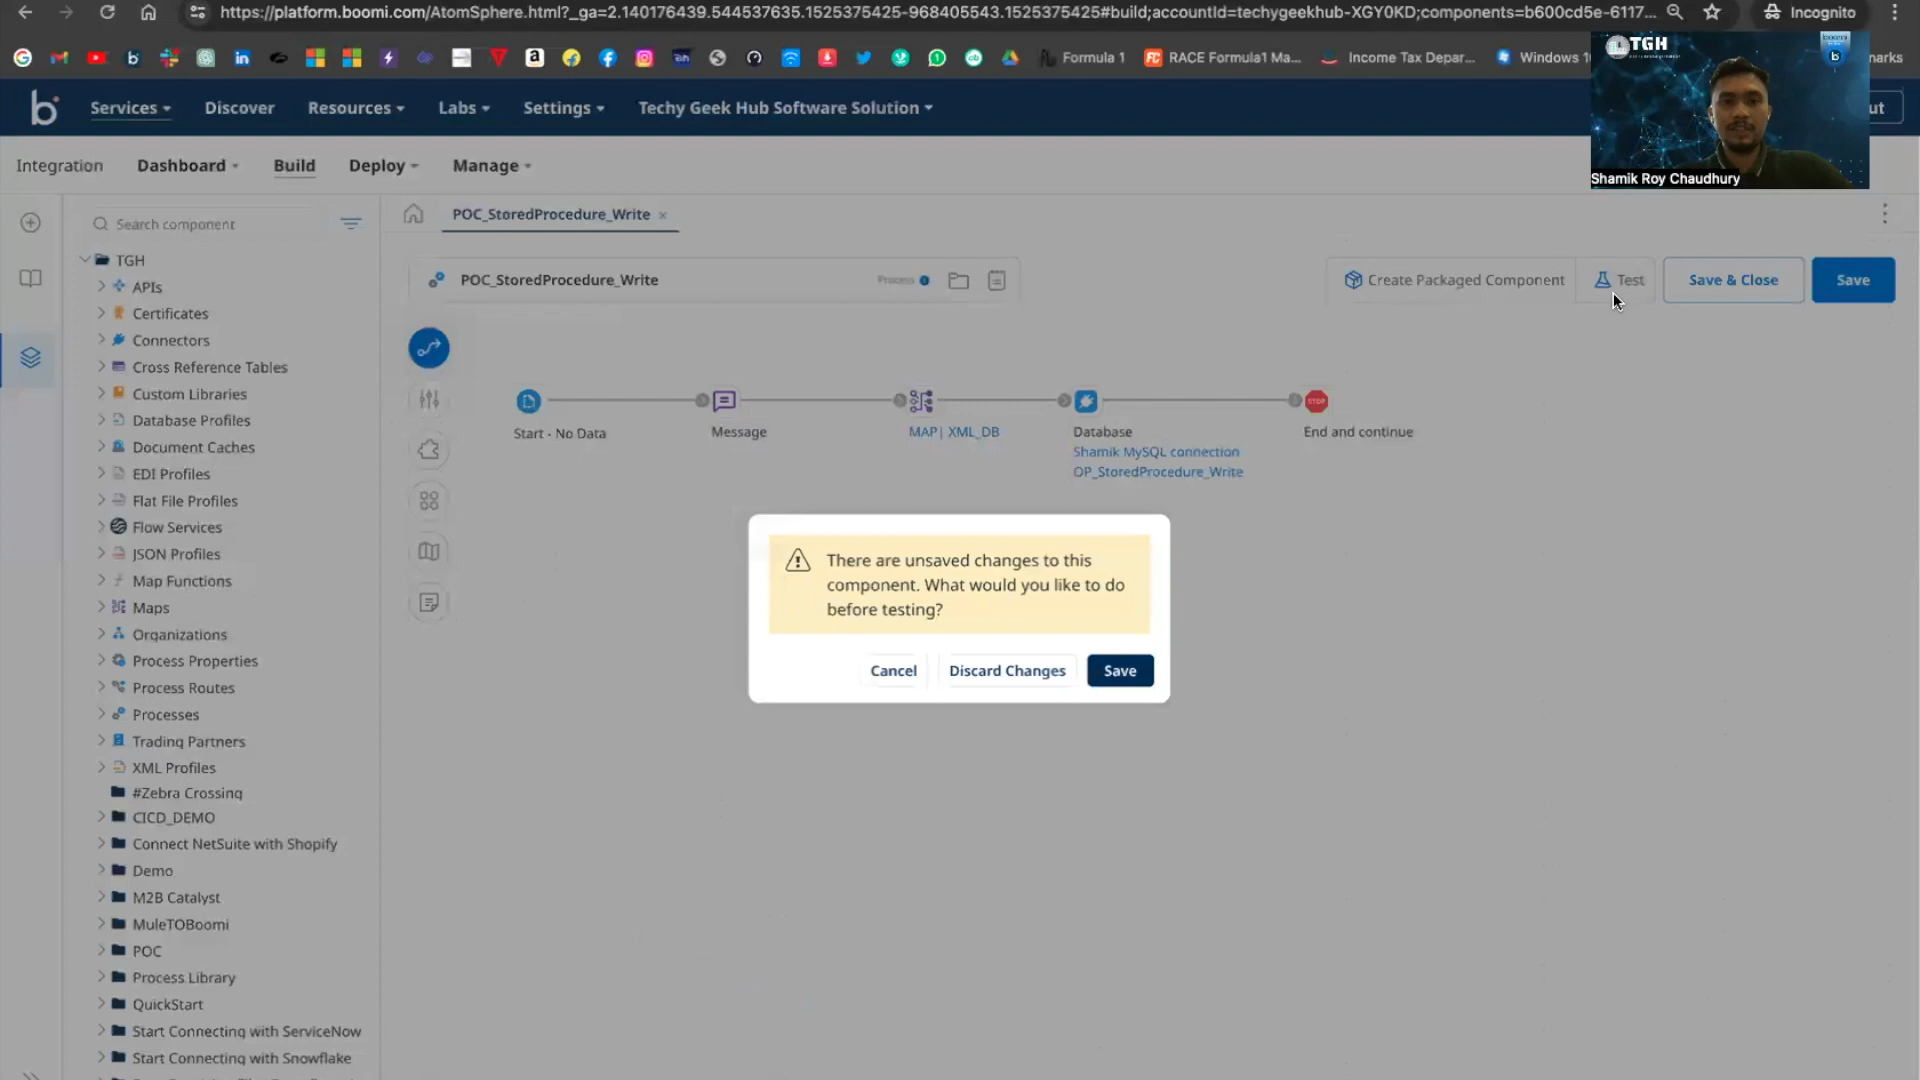 https://platform.boomi.com/AtomSphere.html?_ga=2.140176439.544537635.1525375425-968405543.1525375425#build;accountId=techygeekhub-XGY0KD;components=b600cd5e-6117...
Incognito
Formula 1
RACE Formula1 Ma...
Income Tax Depar...
Windows 1
marks
TGH
boomi
Services
Discover
Resources
Labs
Settings
Techy Geek Hub Software Solution
ut
Integration
Dashboard
Build
Deploy
Manage
Shamik Roy Chaudhury
Search component
POC_StoredProcedure_Write
POC_StoredProcedure_Write
Process
Create Packaged Component
Test
Save & Close
Save
TGH
APIs
Certificates
Connectors
Cross Reference Tables
Custom Libraries
Database Profiles
Document Caches
EDI Profiles
Flat File Profiles
Flow Services
JSON Profiles
Map Functions
Maps
Organizations
Process Properties
Process Routes
Processes
Trading Partners
XML Profiles
#Zebra Crossing
CICD_DEMO
Connect NetSuite with Shopify
Demo
M2B Catalyst
MuleTOBoomi
POC
Process Library
QuickStart
Start Connecting with ServiceNow
Start Connecting with Snowflake
Start - No Data
Message
MAP| XML_DB
Database
Shamik MySQL connection
OP_StoredProcedure_Write
STOP
End and continue
There are unsaved changes to this
component. What would you like to do
before testing?
Cancel
Discard Changes
Save